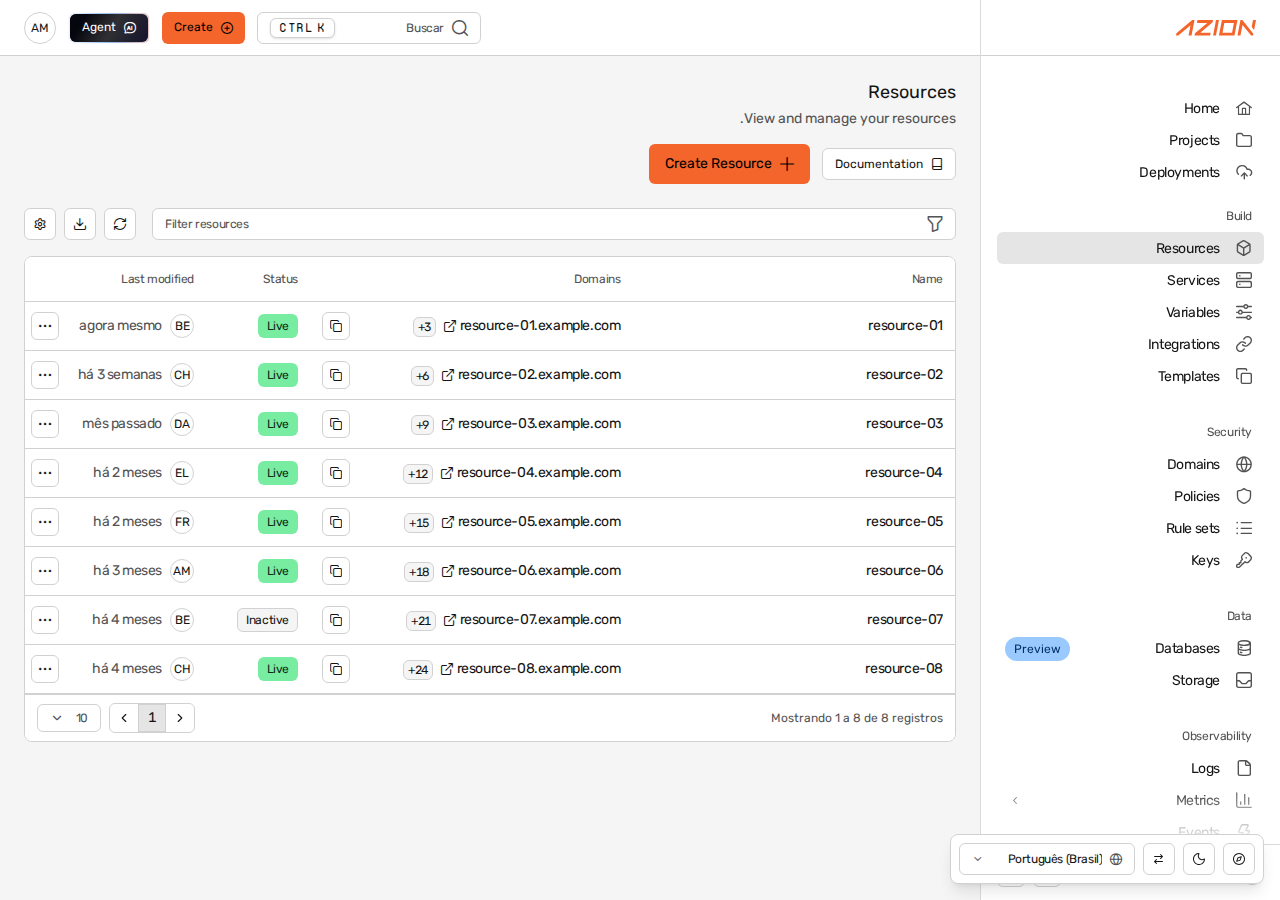 AZION
Buscar
CTRL K
Create
Agent
AM
Home
Projects
Deployments
Build
Resources
Services
Variables
Integrations
Templates
Security
Domains
Policies
Rule sets
Keys
Data
Databases
Preview
Storage
Observability
Logs
Metrics
Events
Resources
.View and manage your resources
Documentation
Create Resource
Filter resources
Name Domains Status Last modified
resource-01 resource-01.example.com +3 Live BE agora mesmo
resource-02 resource-02.example.com +6 Live CH há 3 semanas
resource-03 resource-03.example.com +9 Live DA mês passado
resource-04 resource-04.example.com +12 Live EL há 2 meses
resource-05 resource-05.example.com +15 Live FR há 2 meses
resource-06 resource-06.example.com +18 Live AM há 3 meses
resource-07 resource-07.example.com +21 Inactive BE há 4 meses
resource-08 resource-08.example.com +24 Live CH há 4 meses
Mostrando 1 a 8 de 8 registros
1
10
Português (Brasil)